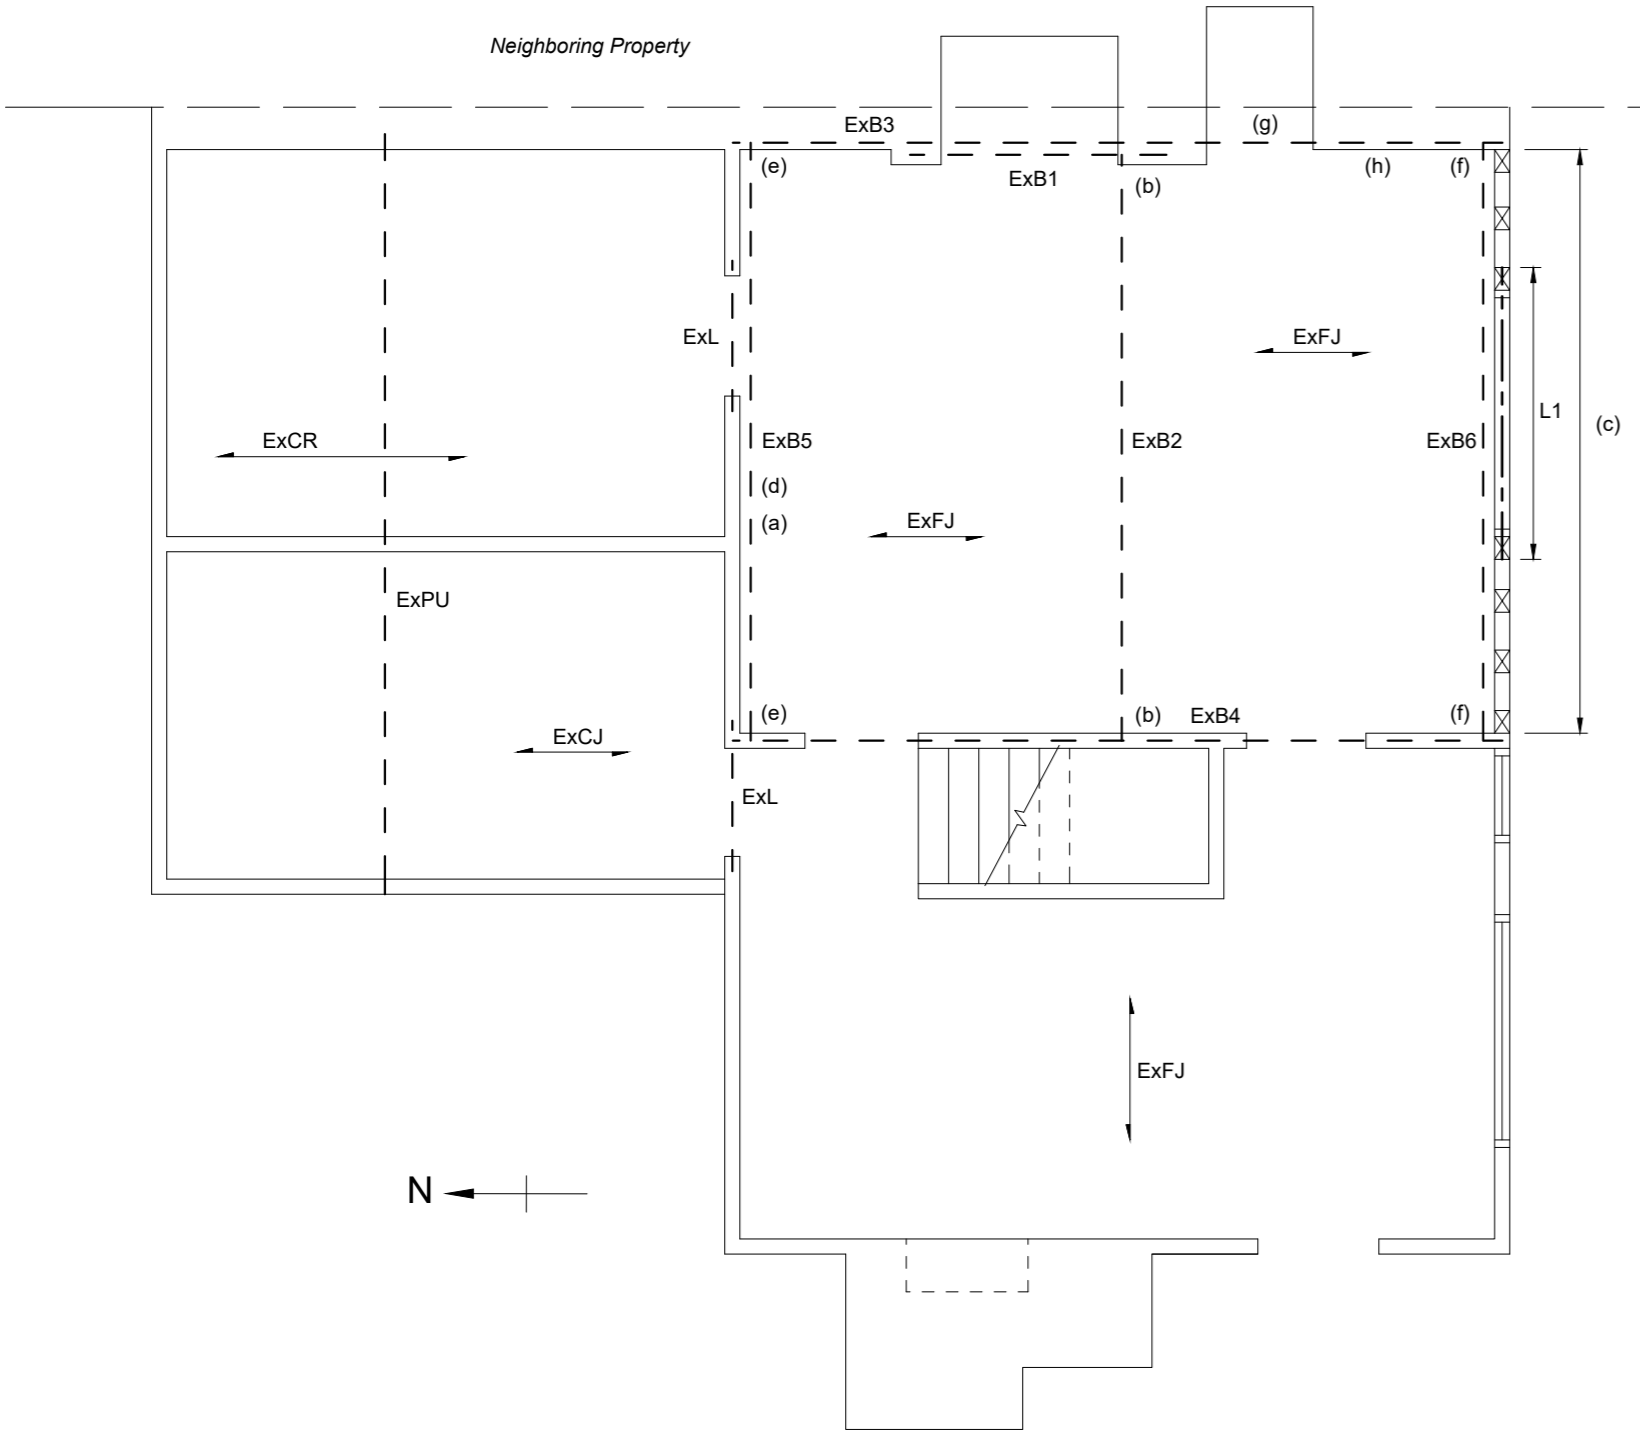 Neighboring Property
ExB3
(g)
(e)
ExB1
(b)
(h)
(f)
ExL
ExFJ
L1
(c)
ExCR
ExB5
ExB2
ExB6
(d)
(a)
ExFJ
ExPU
(e)
(b)
ExB4
(f)
ExCJ
ExL
ExFJ
N